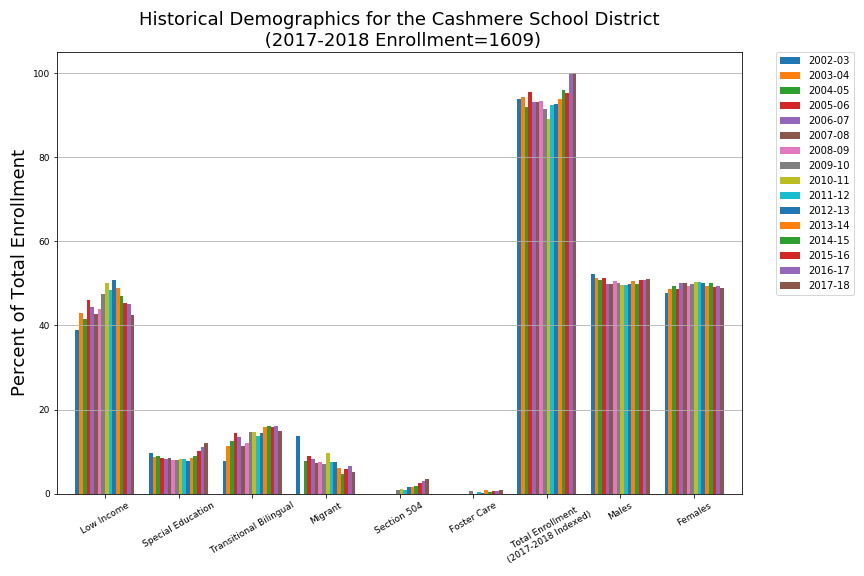 Historical Demographics for the Cashmere School District
(2017-2018 Enrollment=1609)
Percent of Total Enrollment
100
80
60
40
20
0
Low Income
Special Education
Transitional Bilingual
Migrant
Section 504
Foster Care
Total Enrollment
(2017-2018 Indexed)
Males
Females
2002-03
2003-04
2004-05
2005-06
2006-07
2007-08
2008-09
2009-10
2010-11
2011-12
2012-13
2013-14
2014-15
2015-16
2016-17
2017-18